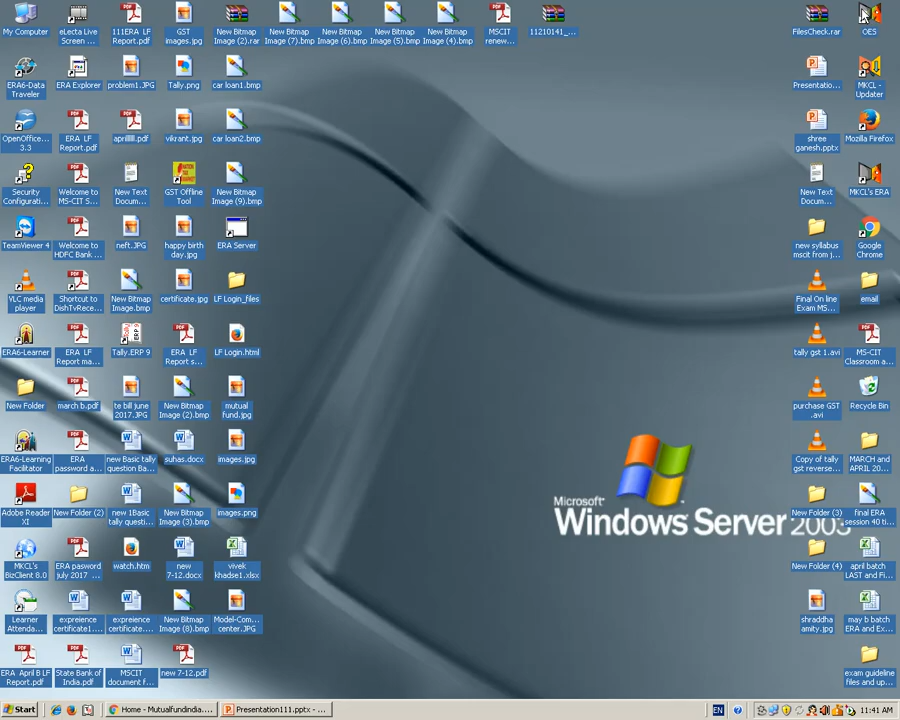 My Computer
eLecta Live
Screen ...
111ERA LF
Report.pdf
GST
images.jpg
New Bitmap
Image (2).rar
New Bitmap
Image (7).bmp
New Bitmap
Image (6).bmp
New Bitmap
Image (5).bmp
New Bitmap
Image (4).bmp
MSCIT
renew...
11210141_...
FilesCheck.rar
OES
ERA6-Data
Traveler
ERA Explorer
problem1.JPG
Tally.png
car loan1.bmp
Presentatio...
MKCL -
Updater
OpenOffice...
3.3
ERA LF
Report.pdf
vikrant.jpg
car loan2.bmp
shree
ganesh.pptx
Mozilla Firefox
Security
Configurati...
Welcome to
MS-CIT S...
New Text
Docum...
GST Offline
Tool
New Bitmap
Image (9).bmp
New Text
Docum...
MKCL's ERA
TeamViewer 4
Welcome to
HDFC Bank ...
neft.JPG
happy birth
day.jpg
ERA Server
new syllabus
mscit from j...
Google
Chrome
VLC media
player
Shortcut to
DishTvRece...
New Bitmap
Image.bmp
certificate.jpg
LF Login_files
Final On line
Exam MS...
email
ERA6-Learner
ERA LF
Report ma...
Tally.ERP 9
ERA LF
Report s...
LF Login.html
tally gst 1.avi
MS-CIT
Classroom a...
New Folder
march b.pdf
te bill june
2017.JPG
New Bitmap
Image (2).bmp
mutual
fund.jpg
purchase GST
.avi
Recycle Bin
ERA6-Learning
Facilitator
ERA
password a...
new Basic tally
question Ba...
suhas.docx
images.jpg
Copy of tally
gst reverse...
MARCH and
APRIL 20...
Adobe Reader
XI
New Folder (2)
new 1Basic
tally questi...
New Bitmap
Image (3).bmp
images.png
New Folder (3)
final ERA
session 40 ti...
MKCL's
BizClient 8.0
ERA pasword
july 2017 ...
watch.htm
new
7-12.docx
vivek
khadse1.xlsx
New Folder (4)
april batch
LAST and Fi...
Learner
Attenda...
expreience
certificate1....
expreience
certificate....
New Bitmap
Image (8).bmp
Model-Com...
center.JPG
shraddha
amity.jpg
may b batch
ERA and Ex...
ERA April B LF
Report.pdf
State Bank of
India.pdf
MSCIT
document f...
new 7-12.pdf
exam guideline
files and up...
Microsoft®
Windows Server 2003
Start
Home - Mutualfundindia....
Presentation111.pptx - ...
EN
11:41 AM